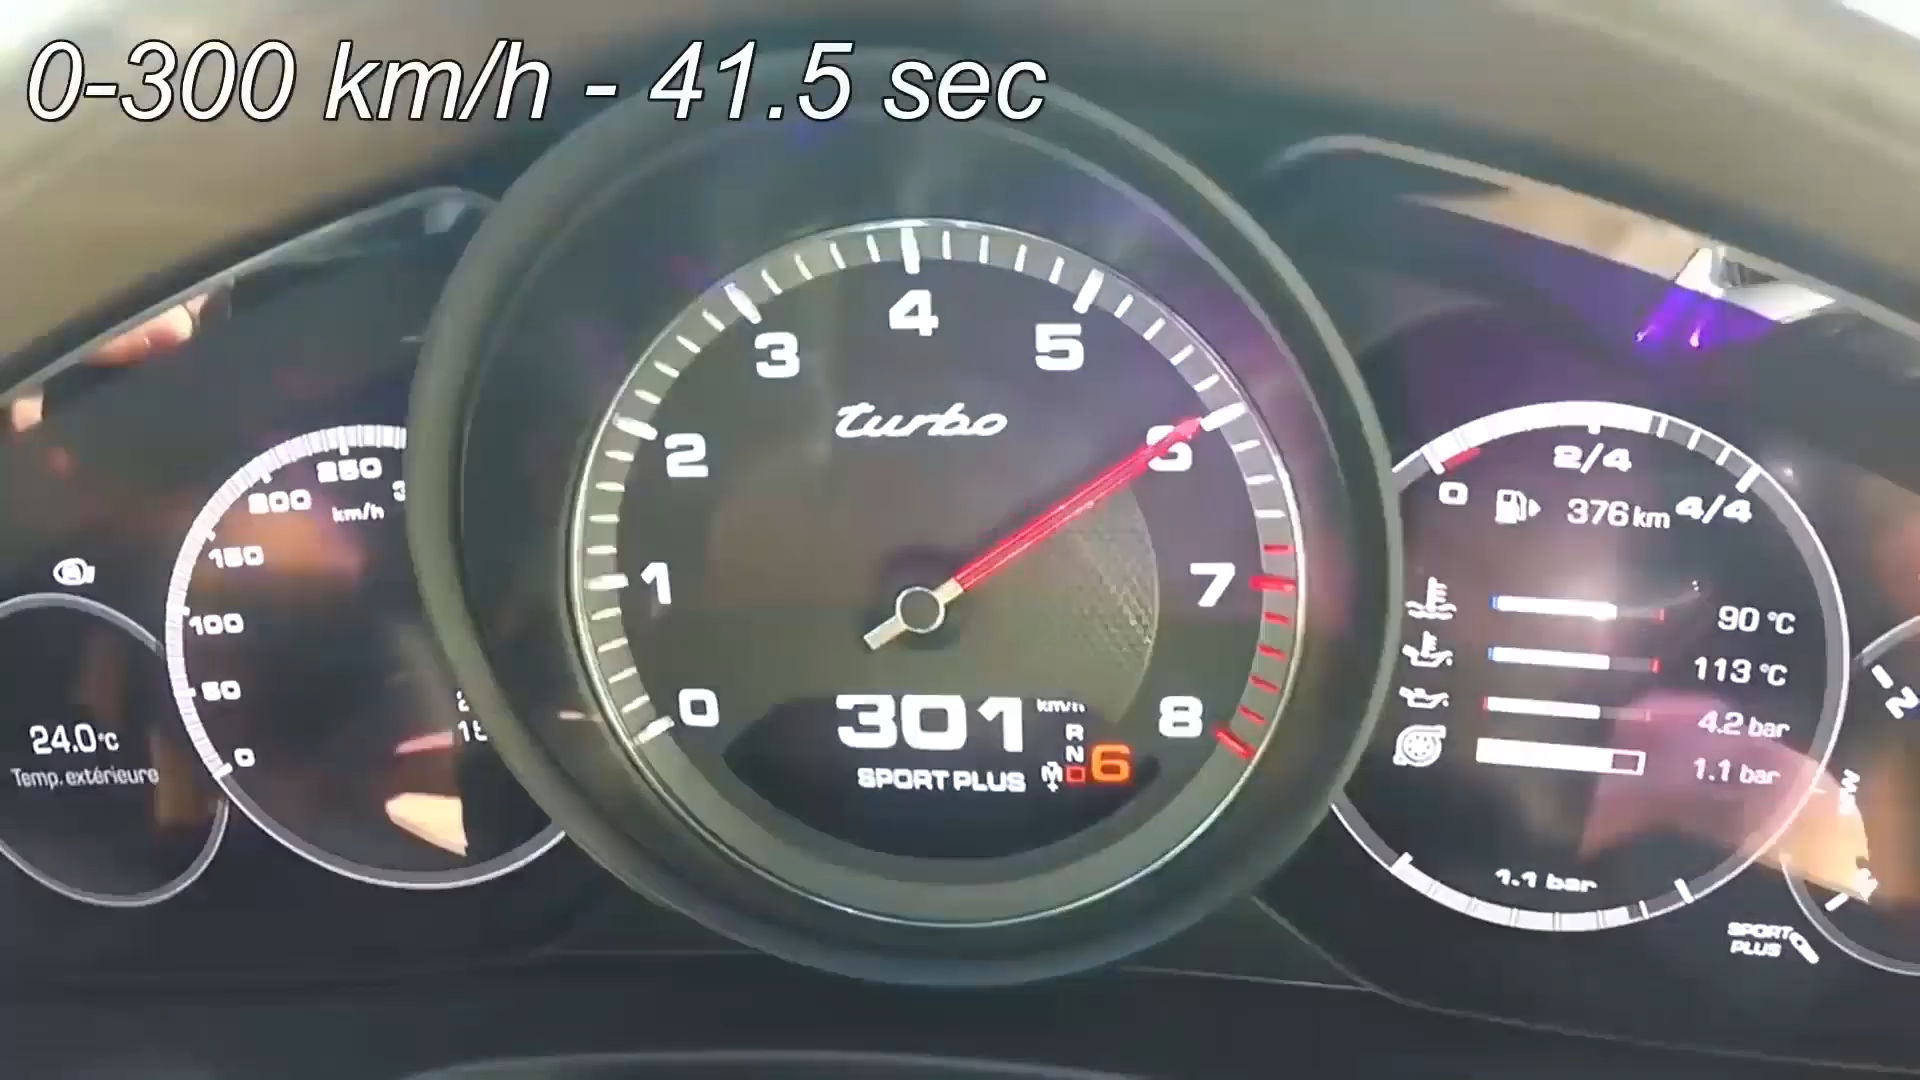 0-300 km/h - 41.5 sec
0
1
2
3
4
5
6
7
8
turbo
301 km/h
R
N
M
6
SPORT PLUS
24.0°C
Temp. extérieure
0
50
100
150
200
250
km/h
0
2/4
4/4
376 km
90 °C
113 °C
4.2 bar
1.1 bar
1.1 bar
SPORT
PLUS